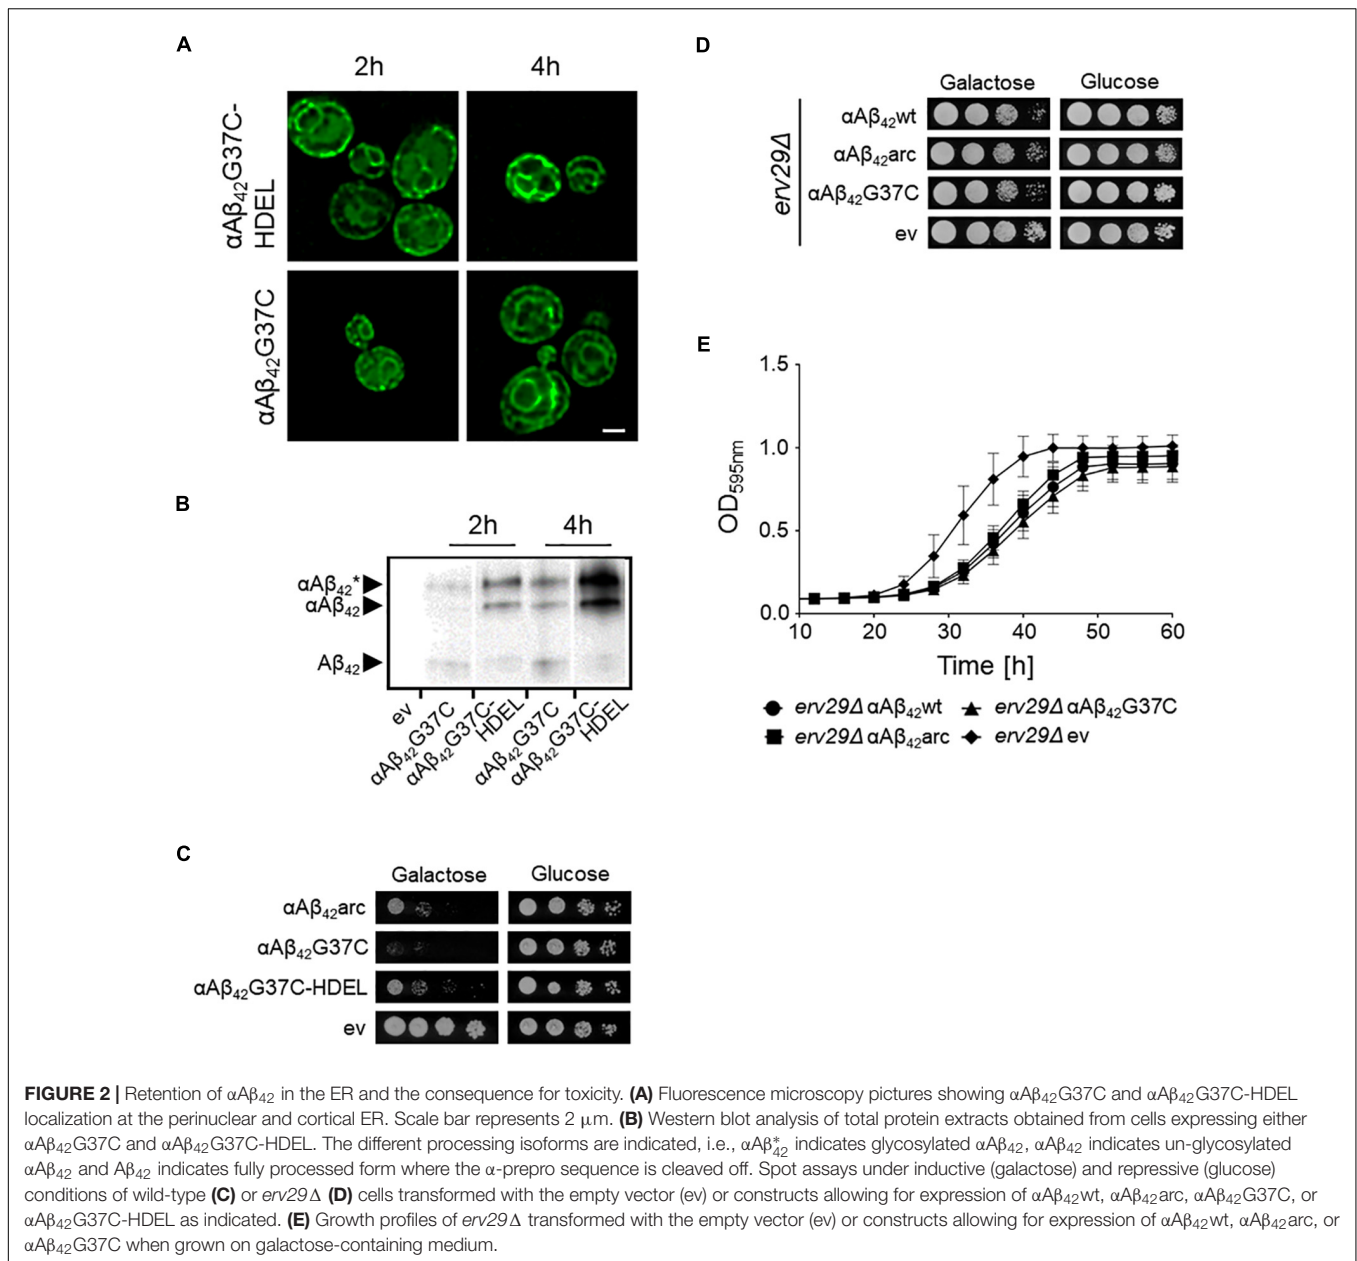 A
2h
4h
αAβ₄₂G37C-
HDEL
αAβ₄₂G37C
B
2h
4h
αAβ₄₂*
αAβ₄₂
Aβ₄₂
ev
αAβ₄₂G37C
αAβ₄₂G37C-
HDEL
αAβ₄₂G37C
αAβ₄₂G37C-
HDEL
C
Galactose
Glucose
αAβ₄₂arc
αAβ₄₂G37C
αAβ₄₂G37C-HDEL
ev
D
Galactose
Glucose
erv29Δ
αAβ₄₂wt
αAβ₄₂arc
αAβ₄₂G37C
ev
E
1.5
1.0
0.5
0.0
OD₅₉₅ₙₘ
10
20
30
40
50
60
Time [h]
erv29Δ αAβ₄₂wt
erv29Δ αAβ₄₂G37C
erv29Δ αAβ₄₂arc
erv29Δ ev
FIGURE 2 | Retention of αAβ₄₂ in the ER and the consequence for toxicity. (A) Fluorescence microscopy pictures showing αAβ₄₂G37C and αAβ₄₂G37C-HDEL
localization at the perinuclear and cortical ER. Scale bar represents 2 μm. (B) Western blot analysis of total protein extracts obtained from cells expressing either
αAβ₄₂G37C and αAβ₄₂G37C-HDEL. The different processing isoforms are indicated, i.e., αAβ₄₂* indicates glycosylated αAβ₄₂, αAβ₄₂ indicates un-glycosylated
αAβ₄₂ and Aβ₄₂ indicates fully processed form where the α-prepro sequence is cleaved off. Spot assays under inductive (galactose) and repressive (glucose)
conditions of wild-type (C) or erv29Δ (D) cells transformed with the empty vector (ev) or constructs allowing for expression of αAβ₄₂wt, αAβ₄₂arc, αAβ₄₂G37C, or
αAβ₄₂G37C-HDEL as indicated. (E) Growth profiles of erv29Δ transformed with the empty vector (ev) or constructs allowing for expression of αAβ₄₂wt, αAβ₄₂arc, or
αAβ₄₂G37C when grown on galactose-containing medium.